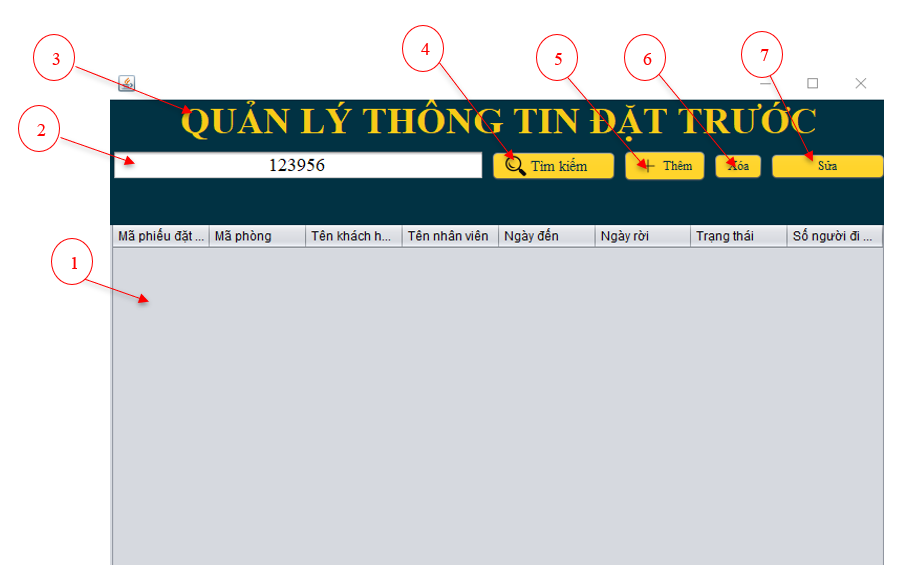 4
7
3
5
6
QUẢN LÝ THÔNG TIN ĐẶT TRƯỚC
2
123956
Tìm kiếm
Thêm
Xóa
Sửa
Mã phiếu đặt ... Mã phòng Tên khách h... Tên nhân viên Ngày đến Ngày rời Trạng thái Số người đi ...
1